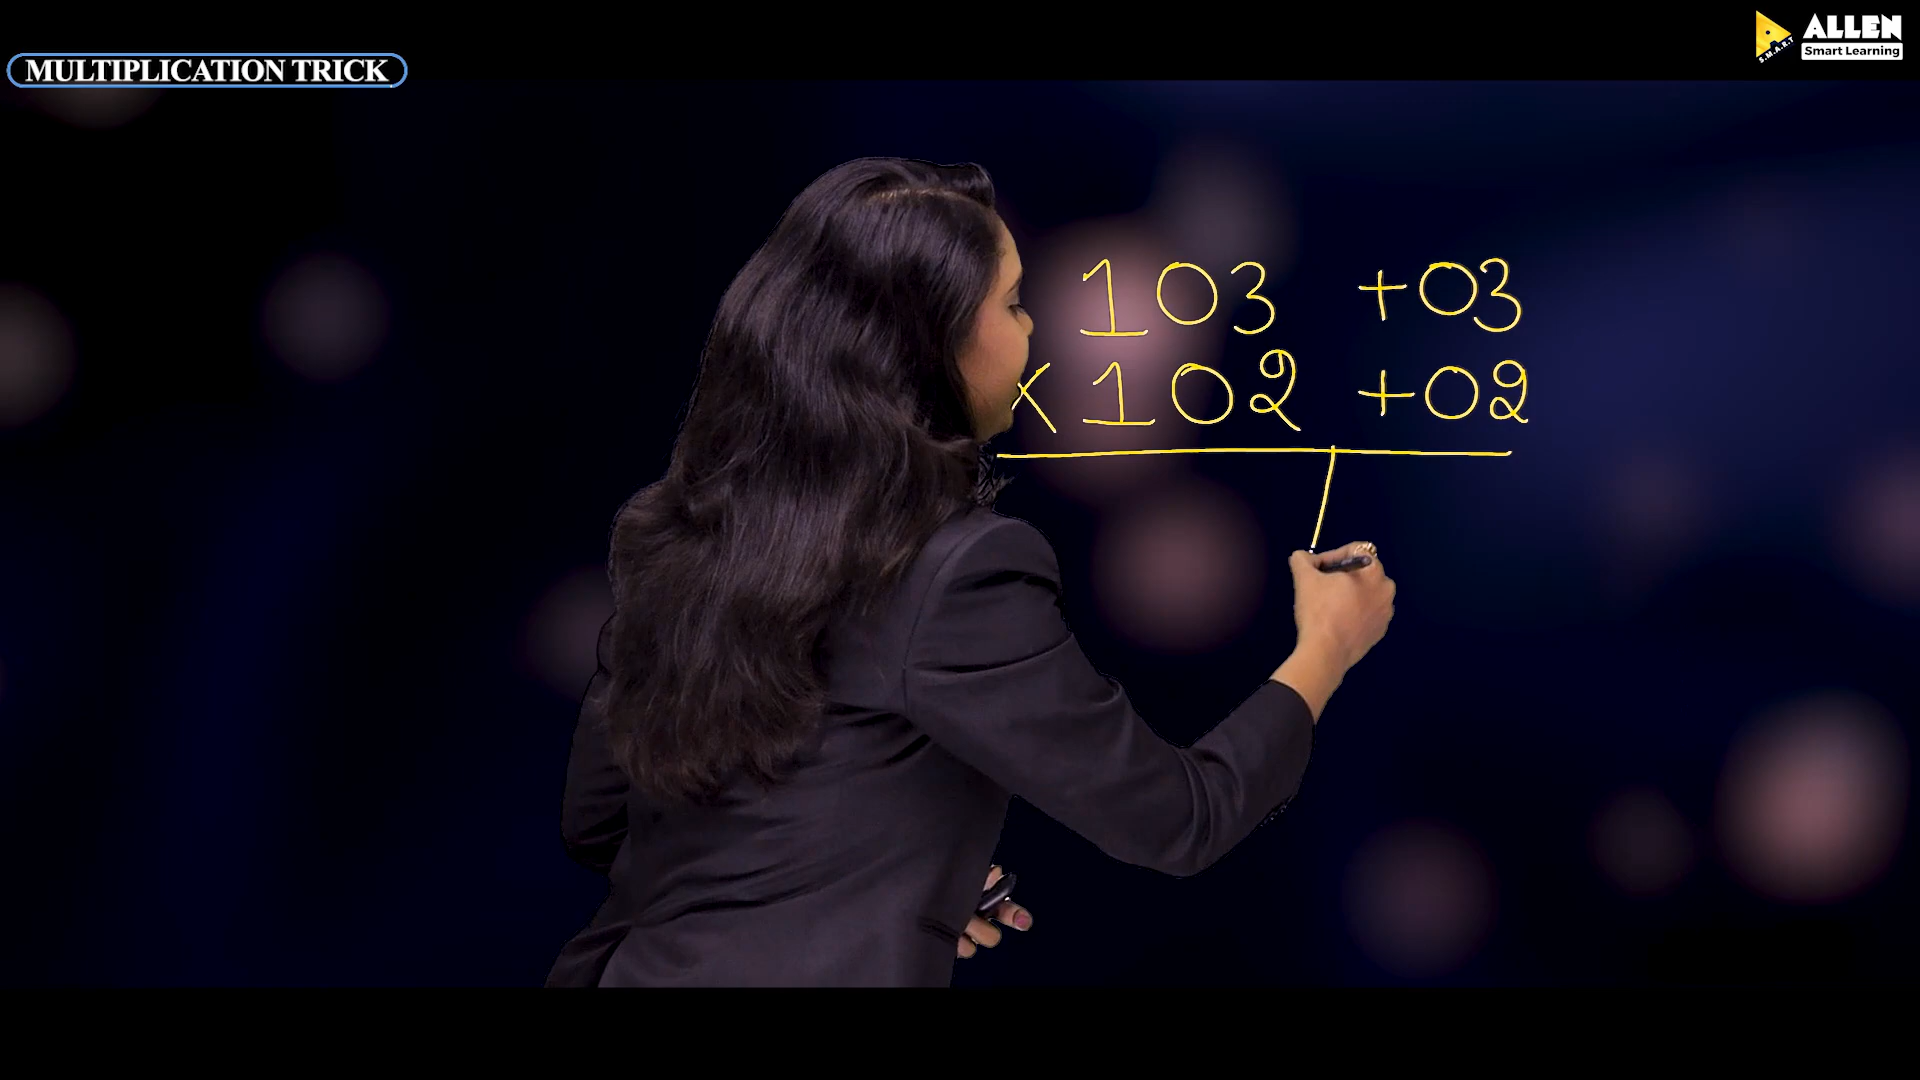 ALLEN
S.M.A.R.T
Smart Learning
MULTIPLICATION TRICK
103 +03
X 102 +02